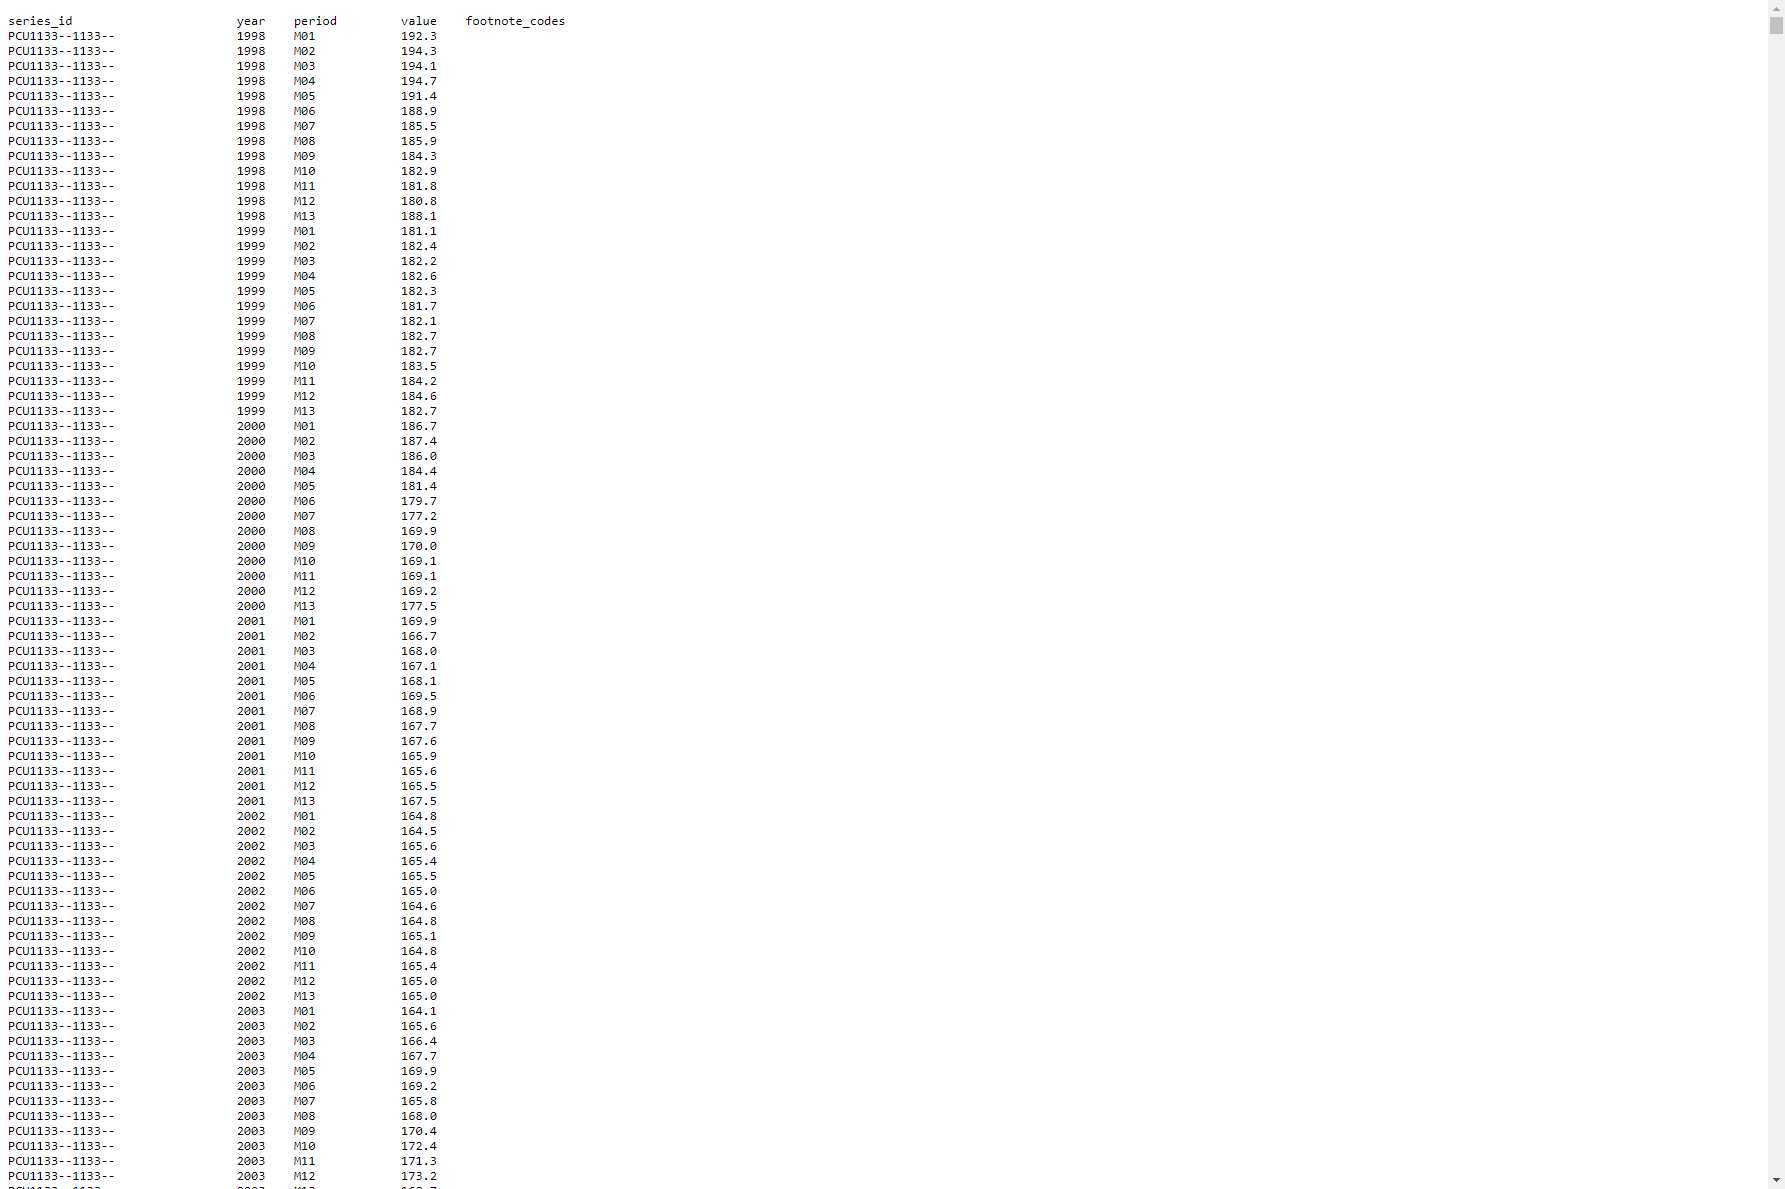 series_id year period value footnote_codes
PCU1133--1133-- 1998 M01 192.3
PCU1133--1133-- 1998 M02 194.3
PCU1133--1133-- 1998 M03 194.1
PCU1133--1133-- 1998 M04 194.7
PCU1133--1133-- 1998 M05 191.4
PCU1133--1133-- 1998 M06 188.9
PCU1133--1133-- 1998 M07 185.5
PCU1133--1133-- 1998 M08 185.9
PCU1133--1133-- 1998 M09 184.3
PCU1133--1133-- 1998 M10 182.9
PCU1133--1133-- 1998 M11 181.8
PCU1133--1133-- 1998 M12 180.8
PCU1133--1133-- 1998 M13 188.1
PCU1133--1133-- 1999 M01 181.1
PCU1133--1133-- 1999 M02 182.4
PCU1133--1133-- 1999 M03 182.2
PCU1133--1133-- 1999 M04 182.6
PCU1133--1133-- 1999 M05 182.3
PCU1133--1133-- 1999 M06 181.7
PCU1133--1133-- 1999 M07 182.1
PCU1133--1133-- 1999 M08 182.7
PCU1133--1133-- 1999 M09 182.7
PCU1133--1133-- 1999 M10 183.5
PCU1133--1133-- 1999 M11 184.2
PCU1133--1133-- 1999 M12 184.6
PCU1133--1133-- 1999 M13 182.7
PCU1133--1133-- 2000 M01 186.7
PCU1133--1133-- 2000 M02 187.4
PCU1133--1133-- 2000 M03 186.0
PCU1133--1133-- 2000 M04 184.4
PCU1133--1133-- 2000 M05 181.4
PCU1133--1133-- 2000 M06 179.7
PCU1133--1133-- 2000 M07 177.2
PCU1133--1133-- 2000 M08 169.9
PCU1133--1133-- 2000 M09 170.0
PCU1133--1133-- 2000 M10 169.1
PCU1133--1133-- 2000 M11 169.1
PCU1133--1133-- 2000 M12 169.2
PCU1133--1133-- 2000 M13 177.5
PCU1133--1133-- 2001 M01 169.9
PCU1133--1133-- 2001 M02 166.7
PCU1133--1133-- 2001 M03 168.0
PCU1133--1133-- 2001 M04 167.1
PCU1133--1133-- 2001 M05 168.1
PCU1133--1133-- 2001 M06 169.5
PCU1133--1133-- 2001 M07 168.9
PCU1133--1133-- 2001 M08 167.7
PCU1133--1133-- 2001 M09 167.6
PCU1133--1133-- 2001 M10 165.9
PCU1133--1133-- 2001 M11 165.6
PCU1133--1133-- 2001 M12 165.5
PCU1133--1133-- 2001 M13 167.5
PCU1133--1133-- 2002 M01 164.8
PCU1133--1133-- 2002 M02 164.5
PCU1133--1133-- 2002 M03 165.6
PCU1133--1133-- 2002 M04 165.4
PCU1133--1133-- 2002 M05 165.5
PCU1133--1133-- 2002 M06 165.0
PCU1133--1133-- 2002 M07 164.6
PCU1133--1133-- 2002 M08 164.8
PCU1133--1133-- 2002 M09 165.1
PCU1133--1133-- 2002 M10 164.8
PCU1133--1133-- 2002 M11 165.4
PCU1133--1133-- 2002 M12 165.0
PCU1133--1133-- 2002 M13 165.0
PCU1133--1133-- 2003 M01 164.1
PCU1133--1133-- 2003 M02 165.6
PCU1133--1133-- 2003 M03 166.4
PCU1133--1133-- 2003 M04 167.7
PCU1133--1133-- 2003 M05 169.9
PCU1133--1133-- 2003 M06 169.2
PCU1133--1133-- 2003 M07 165.8
PCU1133--1133-- 2003 M08 168.0
PCU1133--1133-- 2003 M09 170.4
PCU1133--1133-- 2003 M10 172.4
PCU1133--1133-- 2003 M11 171.3
PCU1133--1133-- 2003 M12 173.2